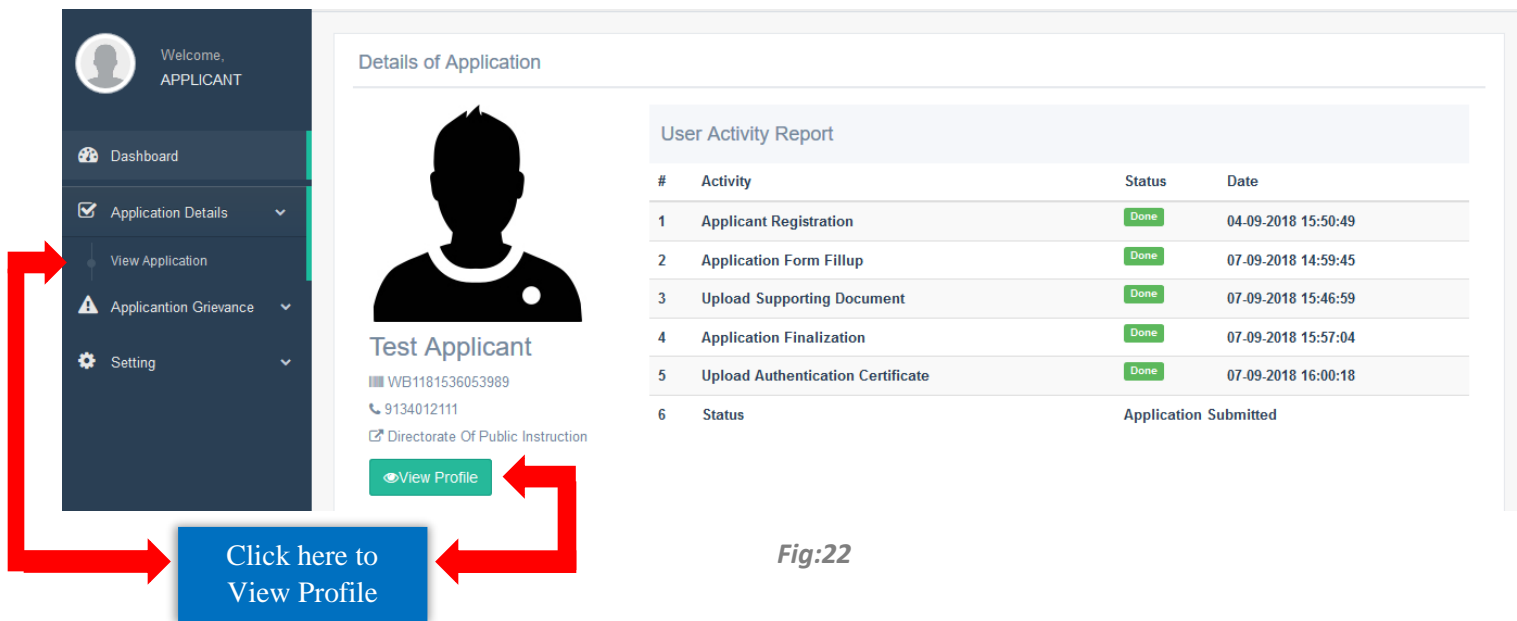 Welcome,
APPLICANT
Dashboard
Application Details
View Application
Applicantion Grievance
Setting
Details of Application
Test Applicant
WB1181536053989
9134012111
Directorate Of Public Instruction
View Profile
User Activity Report
# Activity Status Date
1 Applicant Registration Done 04-09-2018 15:50:49
2 Application Form Fillup Done 07-09-2018 14:59:45
3 Upload Supporting Document Done 07-09-2018 15:46:59
4 Application Finalization Done 07-09-2018 15:57:04
5 Upload Authentication Certificate Done 07-09-2018 16:00:18
6 Status Application Submitted
Click here to
View Profile
Fig:22